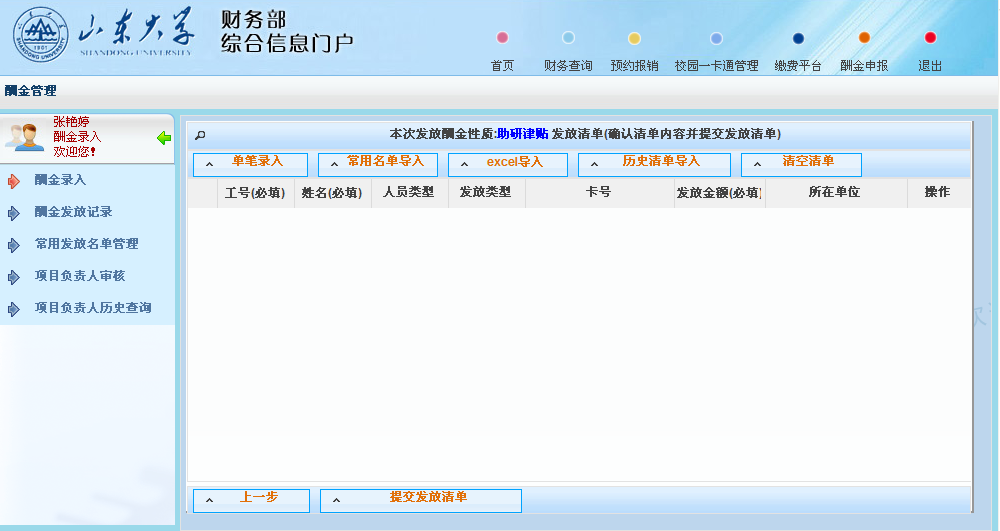 山东大学
SHANDONG UNIVERSITY
SHANDONG UNIVERSITY
1901
财务部
综合信息门户
首页 财务查询 预约报销 校园一卡通管理 缴费平台 酬金申报 退出
酬金管理
张艳婷
酬金录入
欢迎您!
酬金录入
酬金发放记录
常用发放名单管理
项目负责人审核
项目负责人历史查询
本次发放酬金性质:助研津贴 发放清单(确认清单内容并提交发放清单)
单笔录入 常用名单导入 excel导入 历史清单导入 清空清单
工号(必填) 姓名(必填) 人员类型 发放类型 卡号 发放金额(必填) 所在单位 操作
上一步 提交发放清单